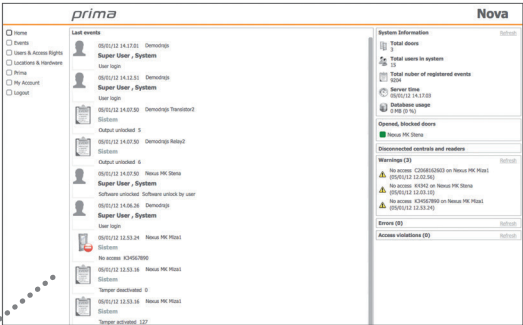 prima
Nova
Home
Events
Users & Access Rights
Locations & Hardware
Prima
My Account
Logout
Last events
05/01/12 14.17.01 Demodrajs
Super User , System
User login
05/01/12 14.12.51 Demodrajs
Super User , System
User login
05/01/12 14.07.50 Demodrajs Translator2
Sistem
Output unlocked 5
05/01/12 14.07.50 Demodrajs Relay2
Sistem
Output unlocked 6
05/01/12 14.07.50 Nexus MK Stena
Super User , System
Software unlocked Software unlock by user
05/01/12 14.06.26 Demodrajs
Super User , System
User login
05/01/12 12.53.24 Nexus MK Miza1
Sistem
No access K34567890
05/01/12 12.53.16 Nexus MK Miza1
Sistem
Tamper deactivated 0
05/01/12 12.53.16 Nexus MK Miza1
Sistem
Tamper activated 127
System Information Refresh
Total doors
3
Total users in system
13
Total nuber of registered events
9204
Server time
05/01/12 14.17.03
Database usage
0 MB (0 %)
Opened, blocked doors
Nexus MK Stena
Disconnected centrals and readers
Warnings (3) Refresh
No access C2068162603 on Nexus MK Miza1
(05/01/12 12.02.56)
No access K4942 on Nexus MK Stena
(05/01/12 12.03.10)
No access K34567890 on Nexus MK Miza1
(05/01/12 12.53.24)
Errors (0) Refresh
Access violations (0) Refresh